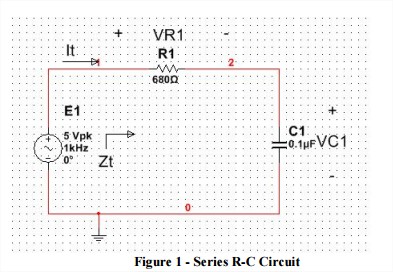 + VR1 -
It
R1
1
2
680Ω
E1
+
5 Vpk
1kHz
0°
Zt
C1
0.1µF
VC1
-
0
Figure 1 - Series R-C Circuit